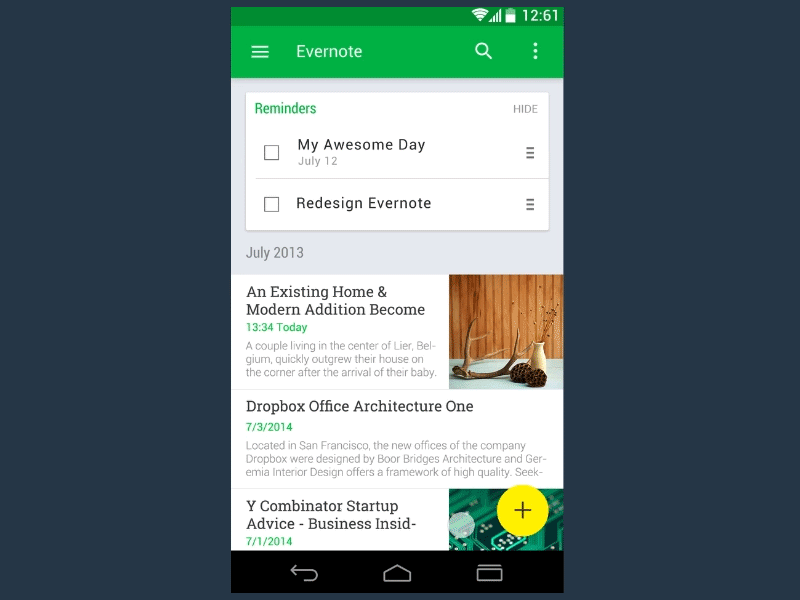 12:61
Evernote
Reminders HIDE
My Awesome Day
July 12
Redesign Evernote
July 2013
An Existing Home &
Modern Addition Become
13:34 Today
A couple living in the center of Lier, Bel-
gium, quickly outgrew their house on
the corner after the arrival of their baby.
Dropbox Office Architecture One
7/3/2014
Located in San Francisco, the new offices of the company
Dropbox were designed by Boor Bridges Architecture and Ger-
emia Interior Design offers a framework of high quality. Seek-
Y Combinator Startup
Advice - Business Insid-
7/1/2014